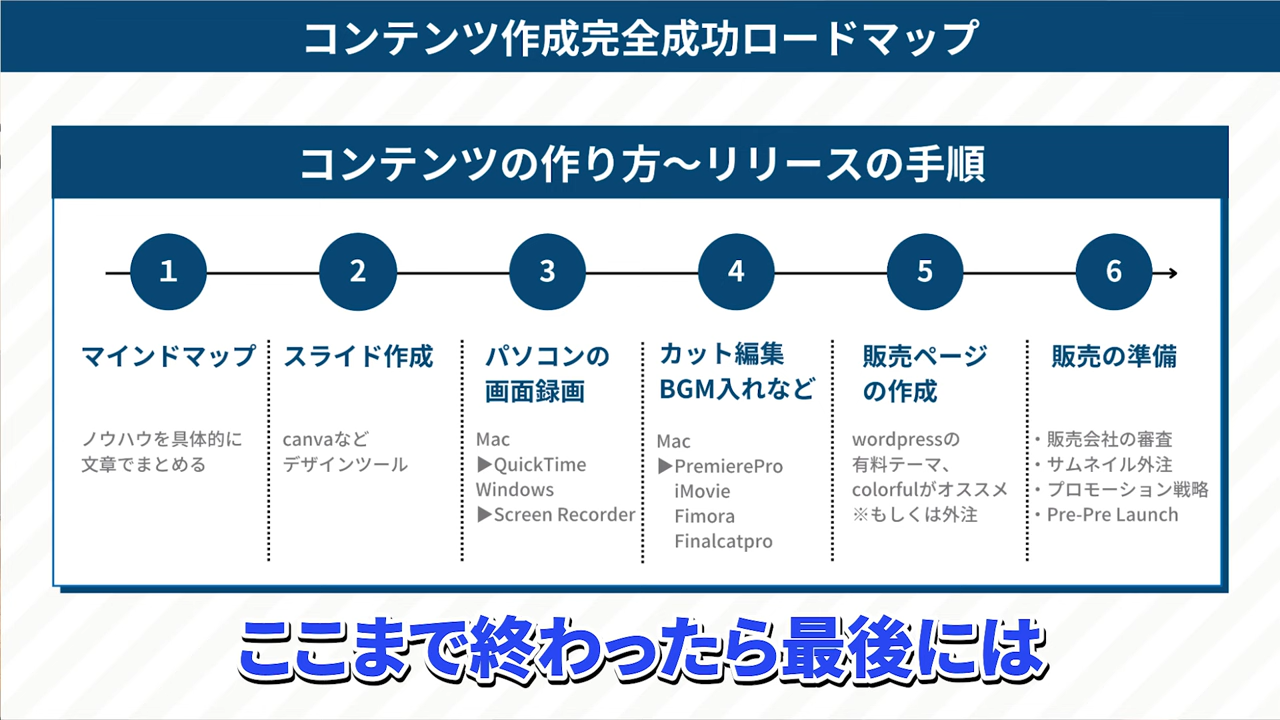 コンテンツ作成完全成功ロードマップ
コンテンツの作り方～リリースの手順
1
2
3
4
5
6
マインドマップ
ノウハウを具体的に
文章でまとめる
スライド作成
canvaなど
デザインツール
パソコンの
画面録画
Mac
▶QuickTime
Windows
▶Screen Recorder
カット編集
BGM入れなど
Mac
▶PremierePro
iMovie
Fimora
Finalcatpro
販売ページ
の作成
wordpressの
有料テーマ、
colorfulがオススメ
※もしくは外注
販売の準備
・販売会社の審査
・サムネイル外注
・プロモーション戦略
・Pre-Pre Launch
ここまで終わったら最後には